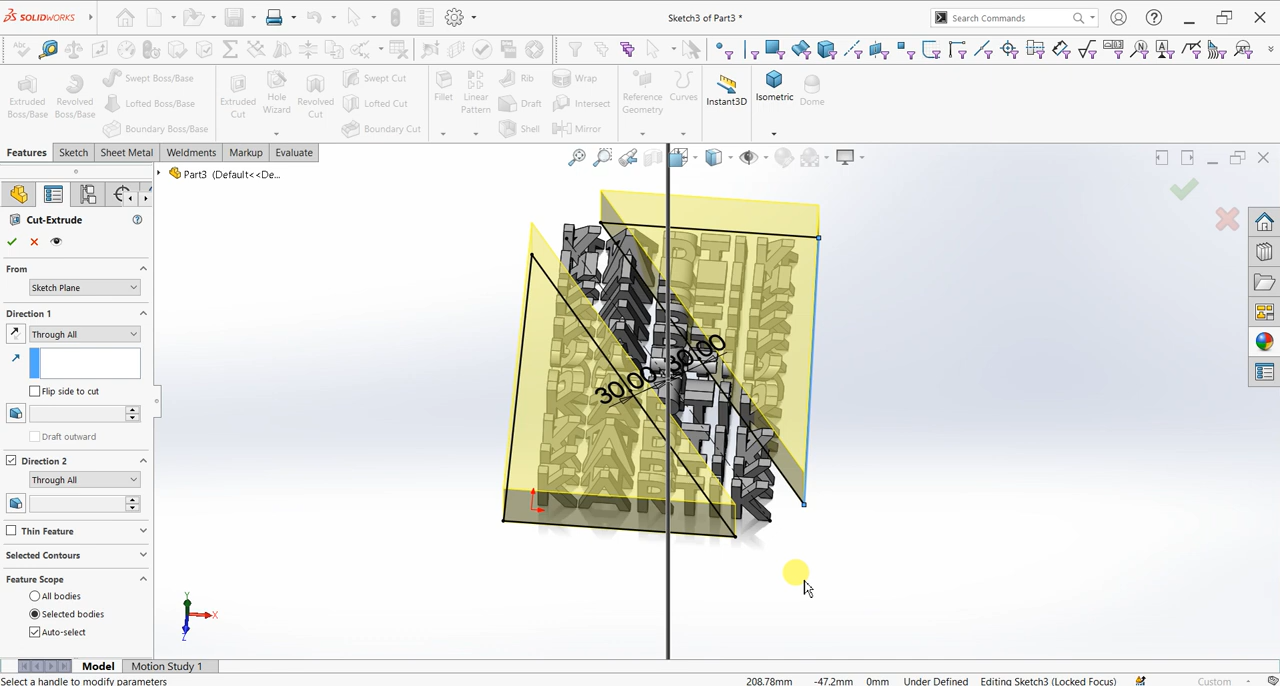 SOLIDWORKS
Sketch3 of Part3 *
Search Commands
Extruded Boss/Base
Revolved Boss/Base
Swept Boss/Base
Lofted Boss/Base
Boundary Boss/Base
Extruded Cut
Hole Wizard
Revolved Cut
Swept Cut
Lofted Cut
Boundary Cut
Fillet
Linear Pattern
Rib
Draft
Shell
Wrap
Intersect
Mirror
Reference Geometry
Curves
Instant3D
Isometric
Dome
Features
Sketch
Sheet Metal
Weldments
Markup
Evaluate
Part3 (Default<<De...
Cut-Extrude
From
Sketch Plane
Direction 1
Through All
Flip side to cut
Draft outward
Direction 2
Through All
Thin Feature
Selected Contours
Feature Scope
All bodies
Selected bodies
Auto-select
30.00
30.00
Y
X
Z
Model
Motion Study 1
Select a handle to modify parameters
208.78mm
-47.2mm
0mm
Under Defined
Editing Sketch3 (Locked Focus)
Custom